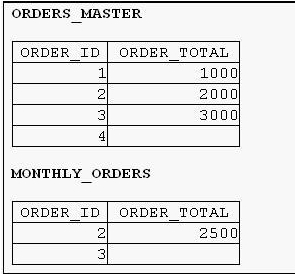 ORDERS_MASTER
ORDER_ID ORDER_TOTAL
1 1000
2 2000
3 3000
4
MONTHLY_ORDERS
ORDER_ID ORDER_TOTAL
2 2500
3